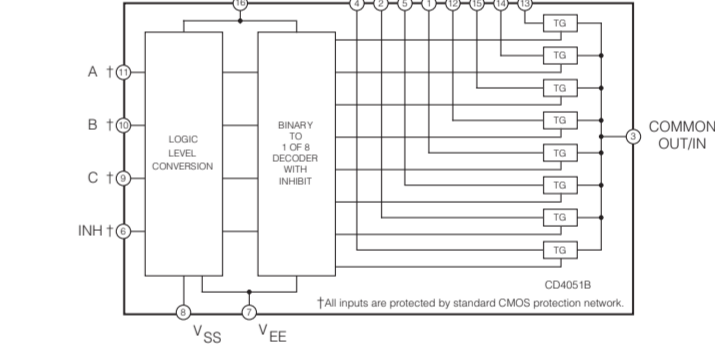 16 4 2 5 1 12 15 14 13
TG
TG
TG
TG
TG
TG
TG
TG
A † 11
B † 10
C † 9
INH † 6
LOGIC
LEVEL
CONVERSION
BINARY
TO
1 OF 8
DECODER
WITH
INHIBIT
3
COMMON
OUT/IN
CD4051B
†All inputs are protected by standard CMOS protection network.
8 7
VSS VEE